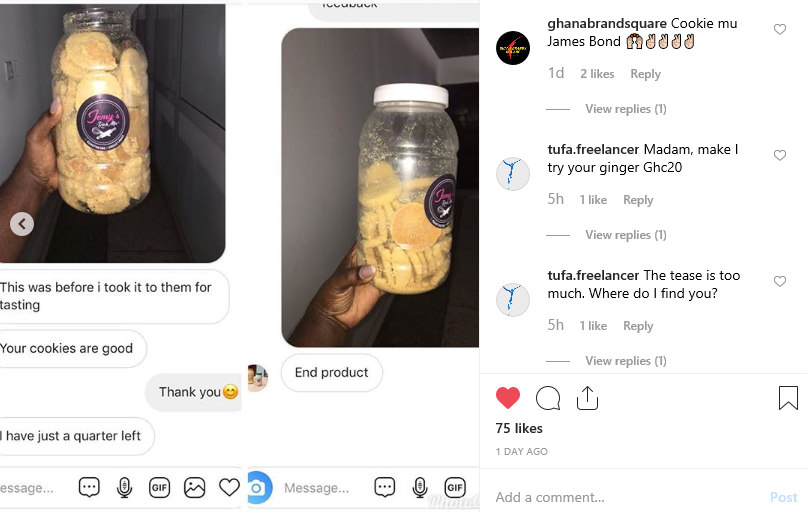 Jemy's
This was before i took it to them for
tasting
Your cookies are good
Thank you😊
I have just a quarter left
essage...
GIF
feedback
End product
Message...
GIF
ghanabrandsquare Cookie mu
James Bond 🙆✌✌✌✌
1d 2 likes Reply
View replies (1)
tufa.freelancer Madam, make I
try your ginger Ghc20
5h 1 like Reply
View replies (1)
tufa.freelancer The tease is too
much. Where do I find you?
5h 1 like Reply
View replies (1)
75 likes
1 DAY AGO
Add a comment... Post